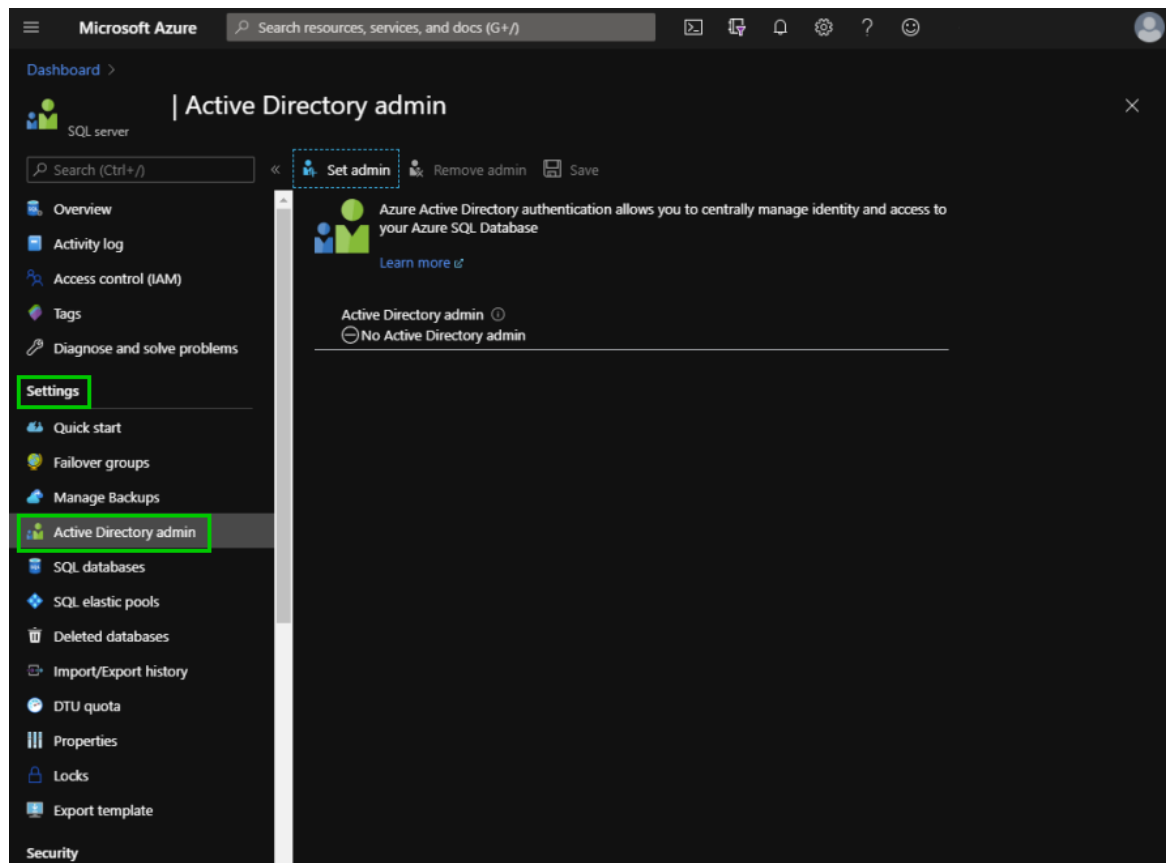 Microsoft Azure
Search resources, services, and docs (G+/)
Dashboard >
| Active Directory admin
SQL server
Search (Ctrl+/)
«
Set admin
Remove admin
Save
Overview
Activity log
Access control (IAM)
Tags
Diagnose and solve problems
Settings
Quick start
Failover groups
Manage Backups
Active Directory admin
SQL databases
SQL elastic pools
Deleted databases
Import/Export history
DTU quota
Properties
Locks
Export template
Security
Azure Active Directory authentication allows you to centrally manage identity and access to
your Azure SQL Database
Learn more
Active Directory admin
No Active Directory admin